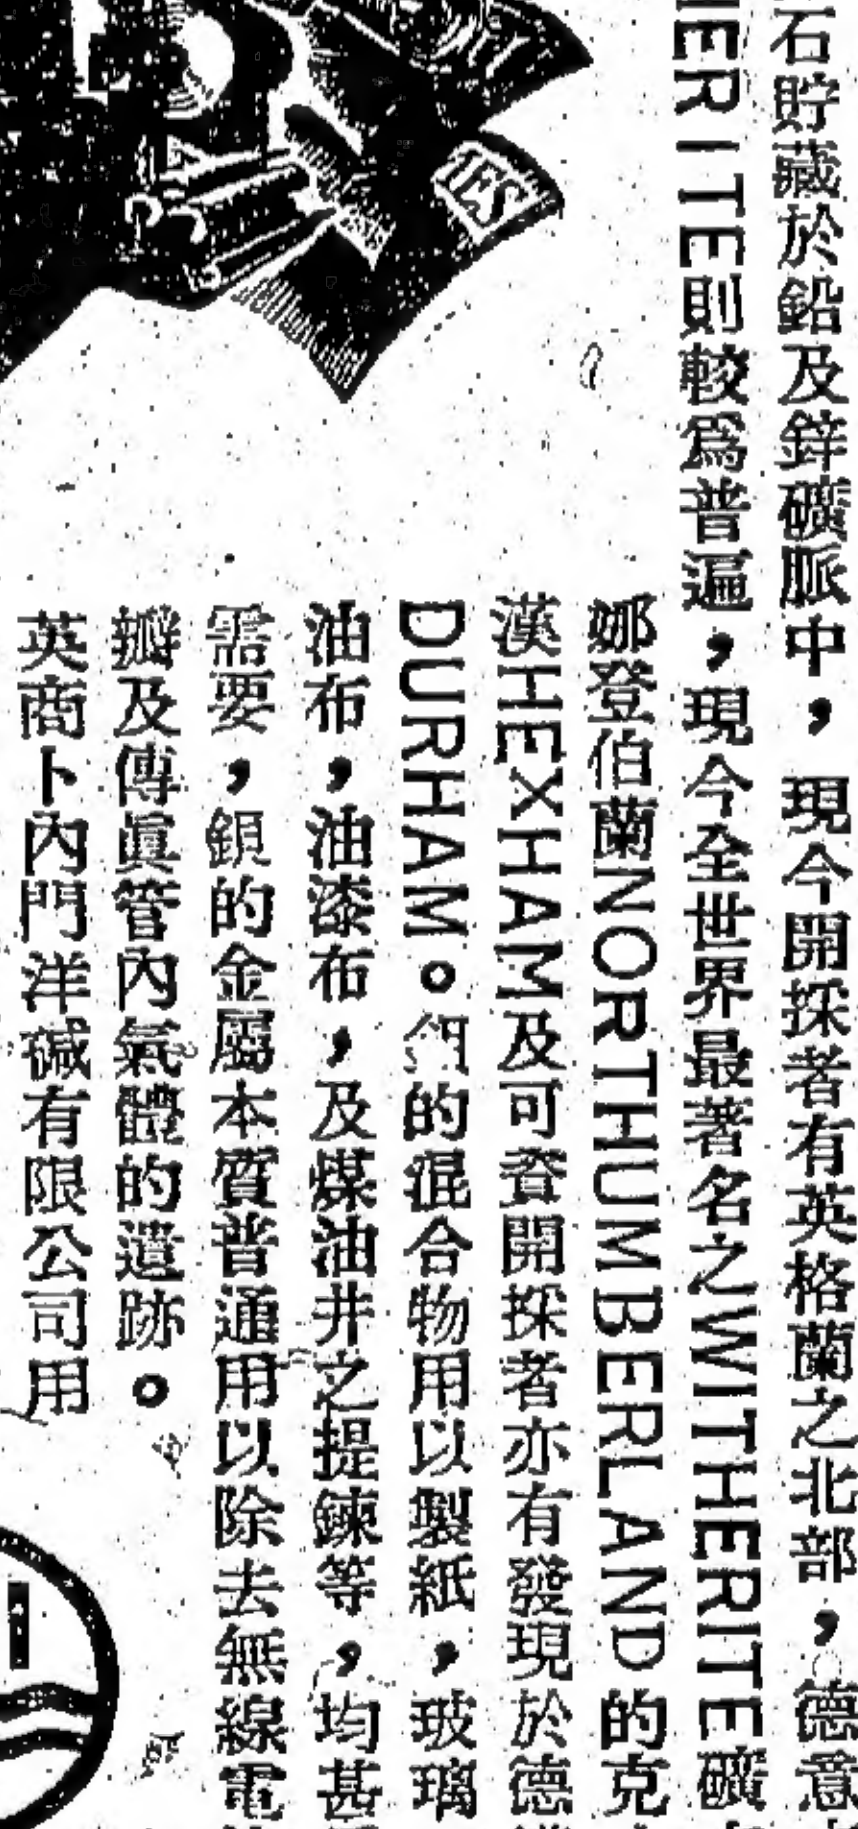 石貯藏於鉛及鋅礦脈中，現今開採者有英格蘭之北部，德意
HERITE則較為普遍，現今全世界最著名之WITHERITE礦
娜登伯蘭NORTHUMBERLAND的克
漢HEXHAM及可資開採者亦有發現於德
DURHAM。的混合物用以製紙，玻璃
油布，油漆布，及煤油井之提鍊等，均甚
需要，鋇的金屬本質普通用以除去無線電
瓣及傳眞管內氣體的遺跡。
英商卜內門洋碱有限公司用
IES